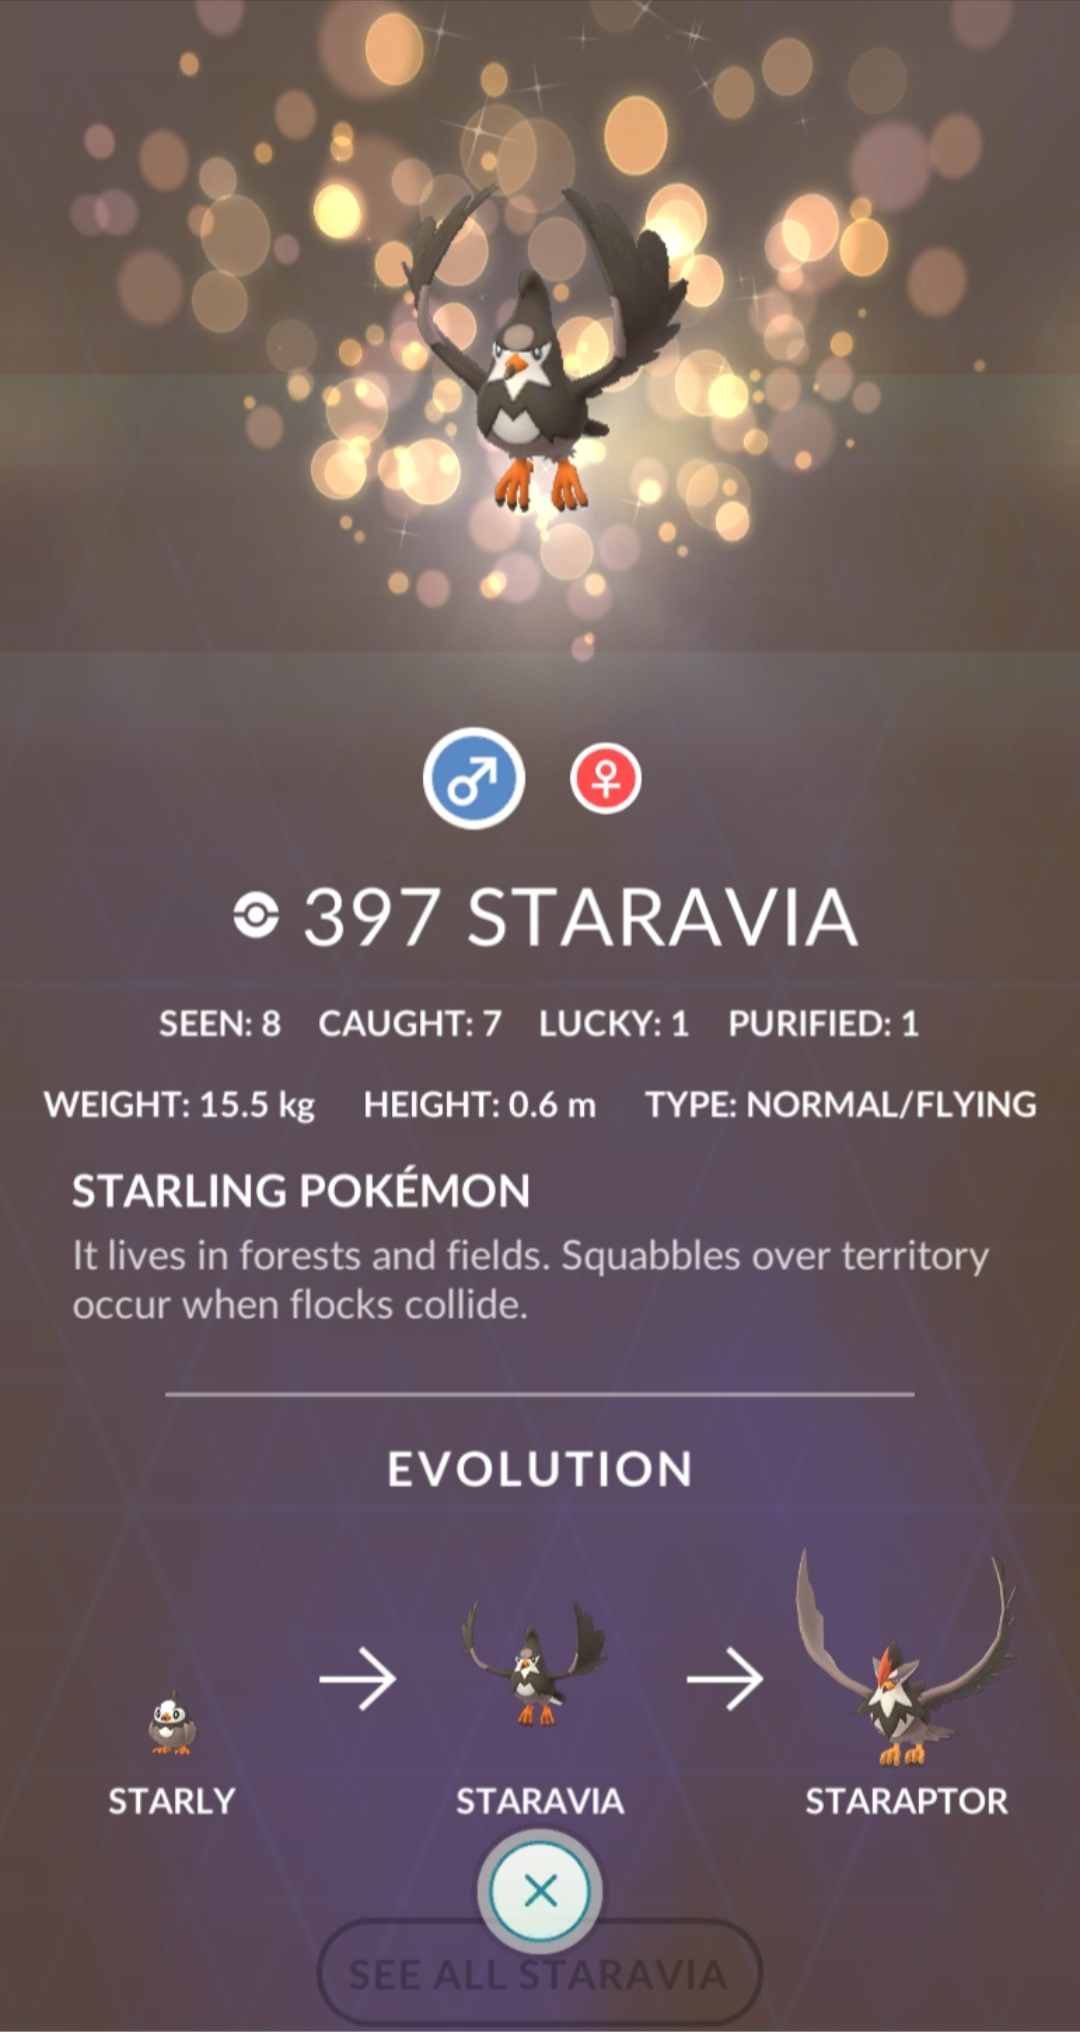 397 STARAVIA
SEEN: 8 CAUGHT: 7 LUCKY: 1 PURIFIED: 1
WEIGHT: 15.5 kg HEIGHT: 0.6 m TYPE: NORMAL/FLYING
STARLING POKÉMON
It lives in forests and fields. Squabbles over territory
occur when flocks collide.
EVOLUTION
STARLY STARAVIA STARAPTOR
SEE ALL STARAVIA